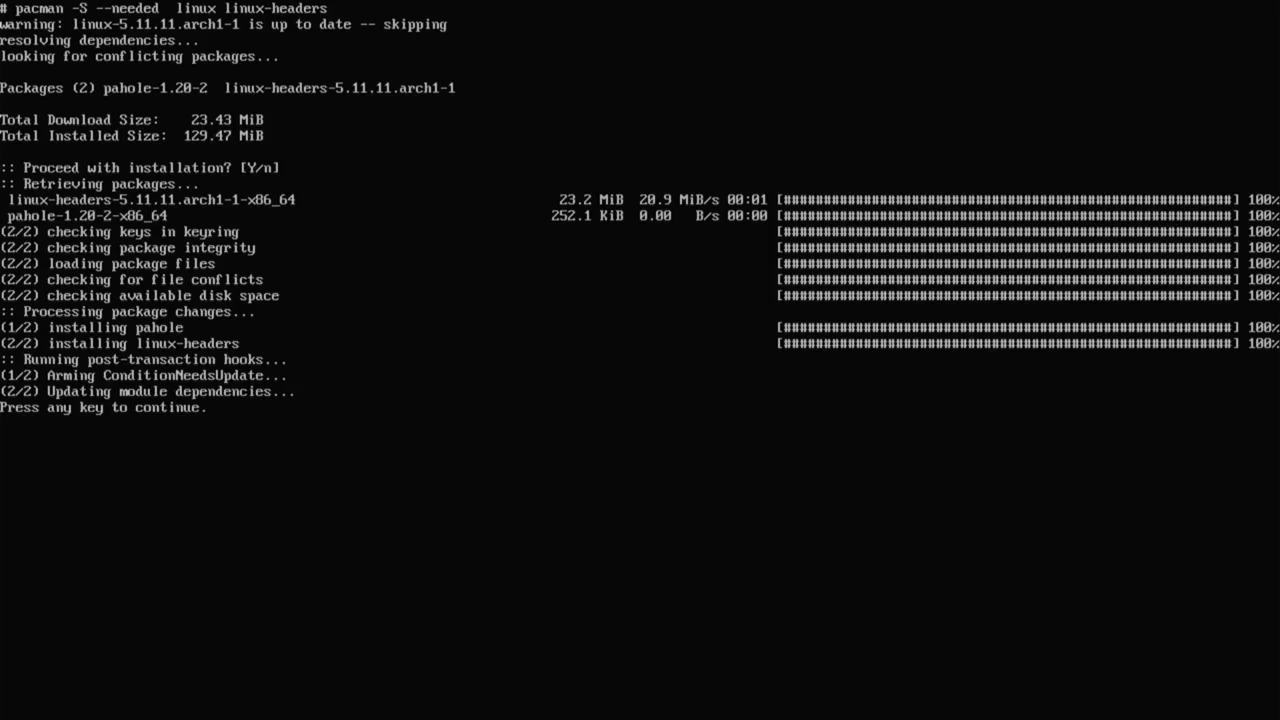 # pacman -S --needed  linux linux-headers
warning: linux-5.11.11.arch1-1 is up to date -- skipping
resolving dependencies...
looking for conflicting packages...
Packages (2) pahole-1.20-2  linux-headers-5.11.11.arch1-1
Total Download Size:   23.43 MiB
Total Installed Size:  129.47 MiB
:: Proceed with installation? [Y/n]
:: Retrieving packages...
linux-headers-5.11.11.arch1-1-x86_64 23.2 MiB 20.9 MiB/s 00:01 [########################################################] 100%
pahole-1.20-2-x86_64 252.1 KiB 0.00 B/s 00:00 [########################################################] 100%
(2/2) checking keys in keyring [########################################################] 100%
(2/2) checking package integrity [########################################################] 100%
(2/2) loading package files [########################################################] 100%
(2/2) checking for file conflicts [########################################################] 100%
(2/2) checking available disk space [########################################################] 100%
:: Processing package changes...
(1/2) installing pahole [########################################################] 100%
(2/2) installing linux-headers [########################################################] 100%
:: Running post-transaction hooks...
(1/2) Arming ConditionNeedsUpdate...
(2/2) Updating module dependencies...
Press any key to continue.